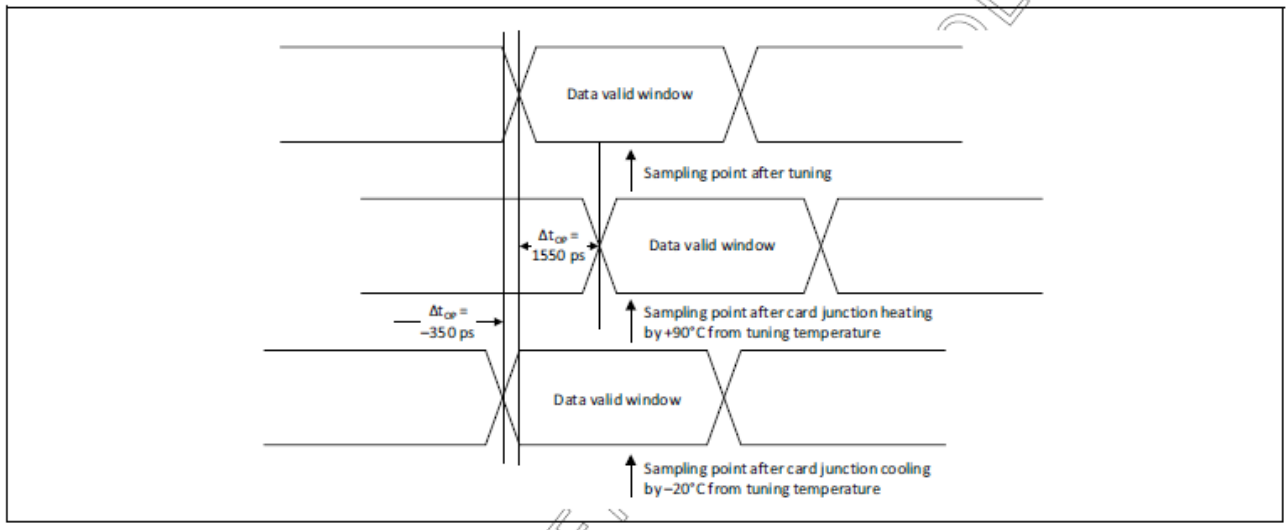 Data valid window
Sampling point after tuning
Δt_OP =
1550 ps
Data valid window
Sampling point after card junction heating
by +90°C from tuning temperature
Δt_OP =
–350 ps
Data valid window
Sampling point after card junction cooling
by –20°C from tuning temperature